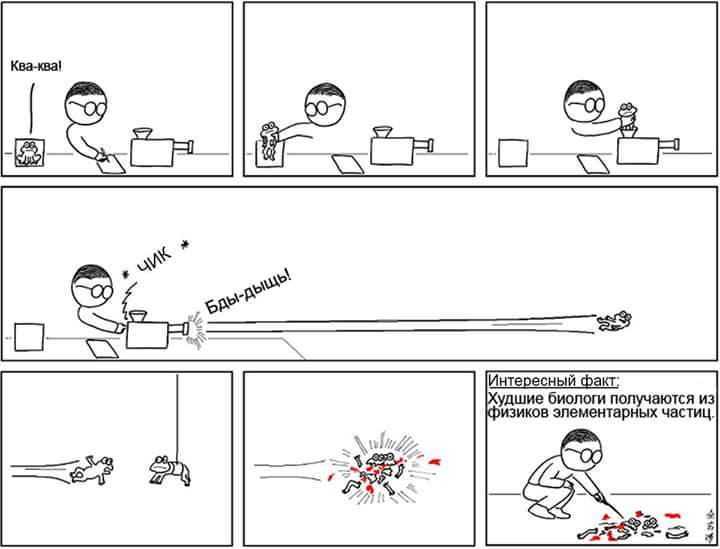 Ква-ква!
* ЧИК *
Бды-дыщь!
Интересный факт:
Худшие биологи получаются из
физиков элементарных частиц.